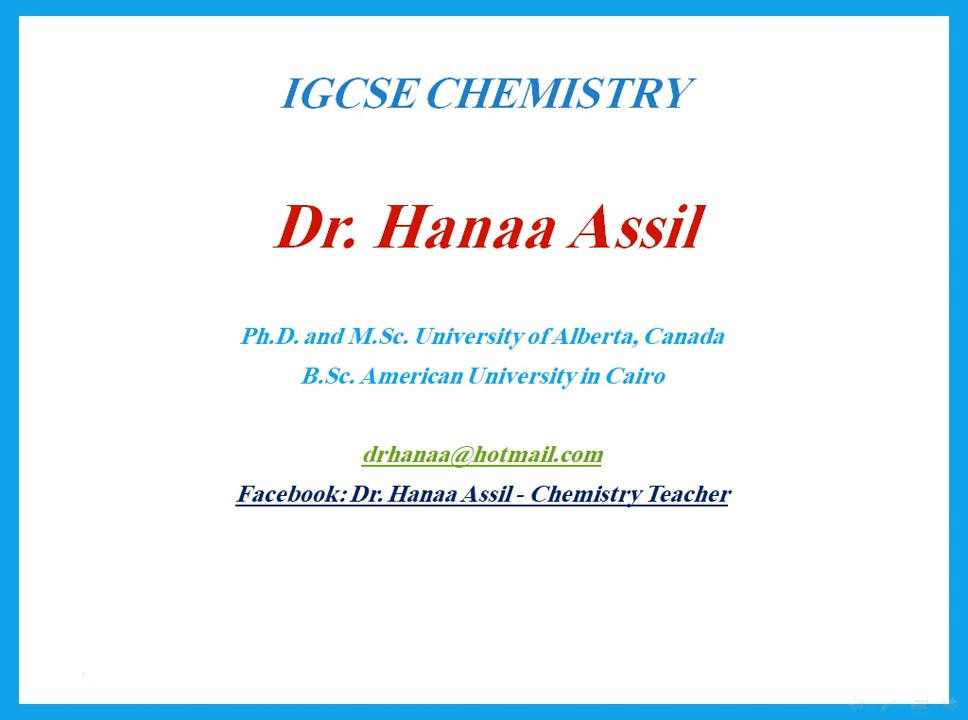 IGCSE CHEMISTRY
Dr. Hanaa Assil
Ph.D. and M.Sc. University of Alberta, Canada
B.Sc. American University in Cairo
drhanaa@hotmail.com
Facebook: Dr. Hanaa Assil - Chemistry Teacher